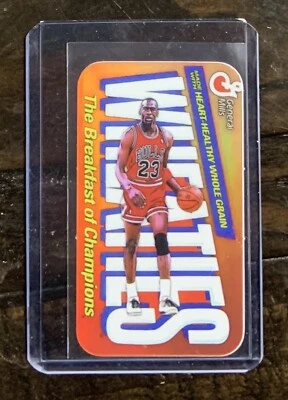 General
Mills
MADE WITH HEART-HEALTHY WHOLE GRAIN
WHEATIES
BULLS
23
The Breakfast of Champions